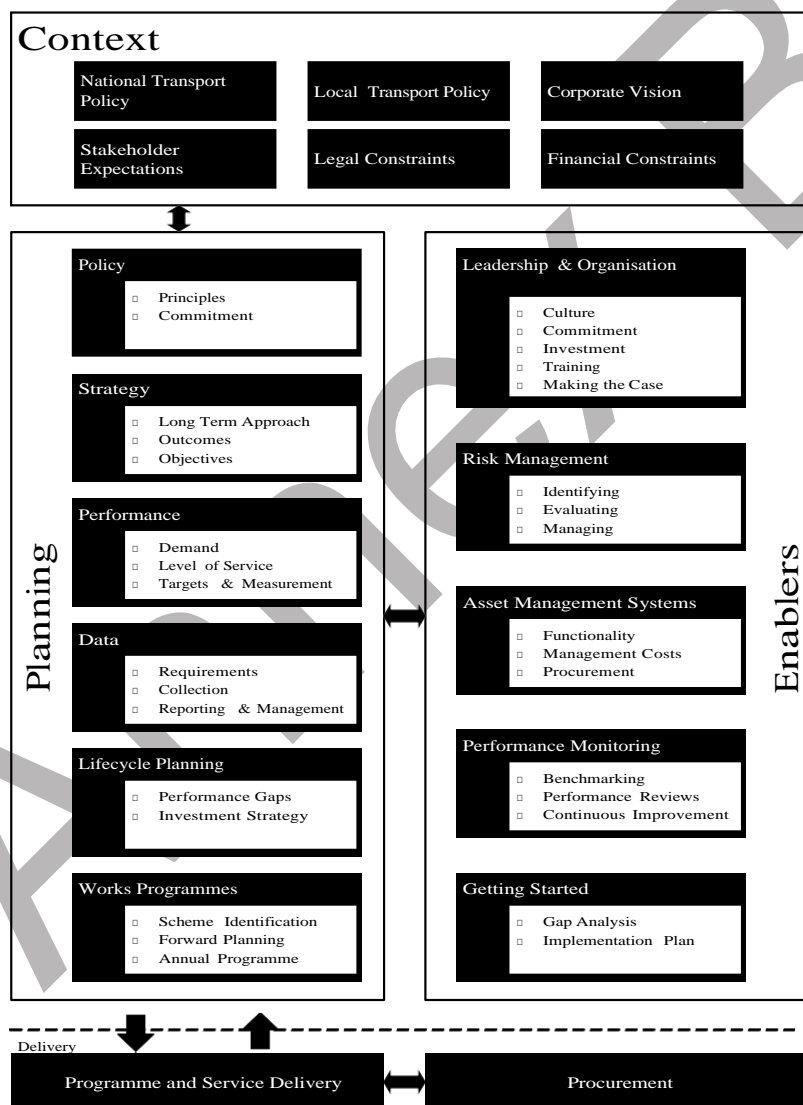 Context
National Transport
Policy
Local Transport Policy
Corporate Vision
Stakeholder
Expectations
Legal Constraints
Financial Constraints
Planning
Policy
Principles
Commitment
Strategy
Long Term Approach
Outcomes
Objectives
Performance
Demand
Level of Service
Targets & Measurement
Data
Requirements
Collection
Reporting & Management
Lifecycle Planning
Performance Gaps
Investment Strategy
Works Programmes
Scheme Identification
Forward Planning
Annual Programme
Enablers
Leadership & Organisation
Culture
Commitment
Investment
Training
Making the Case
Risk Management
Identifying
Evaluating
Managing
Asset Management Systems
Functionality
Management Costs
Procurement
Performance Monitoring
Benchmarking
Performance Reviews
Continuous Improvement
Getting Started
Gap Analysis
Implementation Plan
Delivery
Programme and Service Delivery
Procurement
Annex B